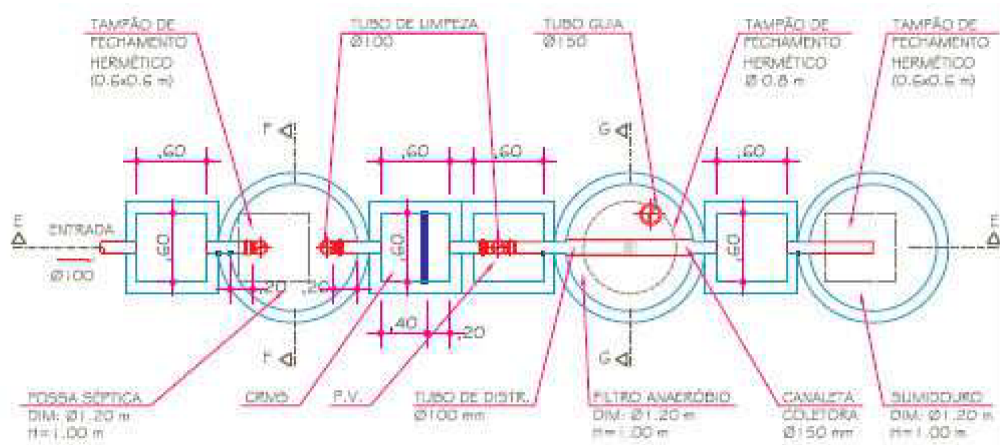 TAMPÃO DE
FECHAMENTO
HERMÉTICO
(0.6x0.6 m)
TUBO DE LIMPEZA
Ø100
TUBO GUIA
Ø150
TAMPÃO DE
FECHAMENTO
HERMÉTICO
Ø 0.8 m
TAMPÃO DE
FECHAMENTO
HERMÉTICO
(0.6x0.6 m)
F
G
,60
,60
,60
,60
E
ENTRADA
Ø100
,60
,60
,60
E
,20
,20
,40
,20
F
G
FOSSA SÉPTICA
DIM: Ø1.20 m
H=1.00 m
P.V.
TUBO DE DISTR.
Ø100 mm
FILTRO ANAERÓBIO
DIM: Ø1.20 m
H=1.00 m
CANALETA
COLETORA
Ø150 mm
SUMIDOURO
DIM: Ø1.20 m
H=1.00 m